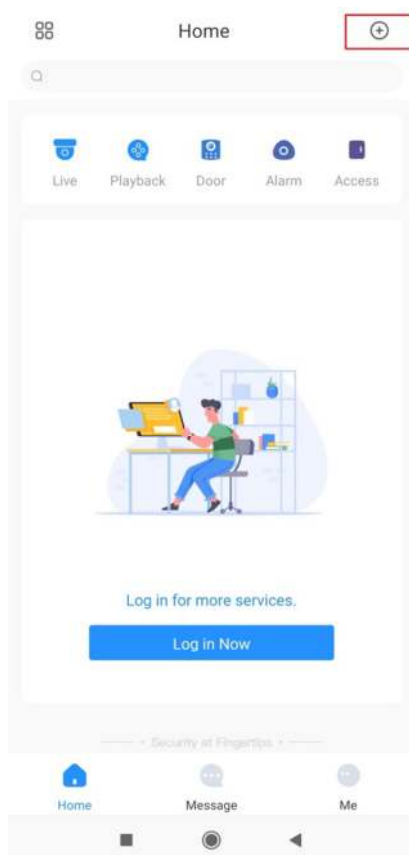 Home
Live Playback Door Alarm Access
Log in for more services.
Log in Now
Security at Fingertips
Home Message Me